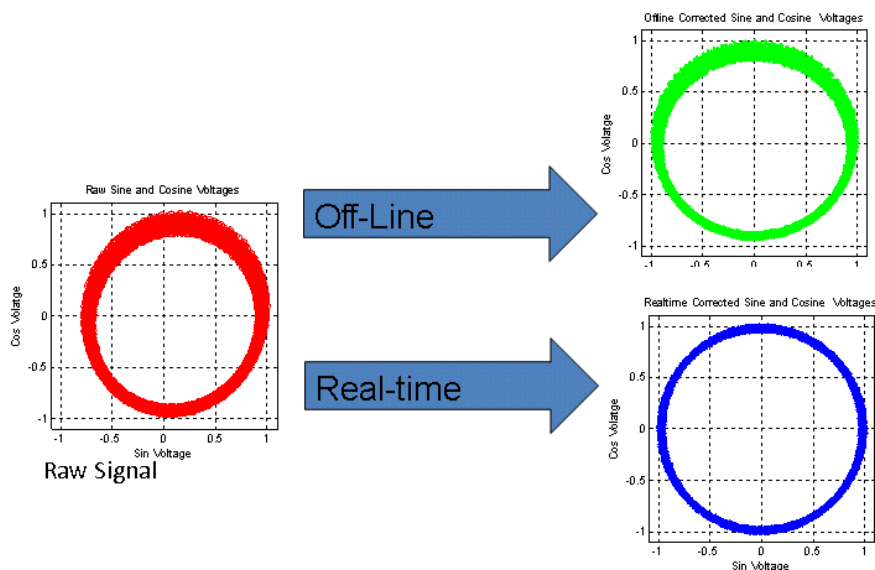 Raw Sine and Cosine Voltages
1
0.5
0
-0.5
-1
Cos Volatge
-1 -0.5 0 0.5 1
Sin Voltage
Raw Signal
Off-Line
Real-time
Offline Corrected Sine and Cosine Voltages
1
0.5
0
-0.5
-1
Cos Volatge
-1 -0.5 0 0.5 1
Realtime Corrected Sine and Cosine Voltages
1
0.5
0
-0.5
-1
Cos Volatge
-1 -0.5 0 0.5 1
Sin Voltage